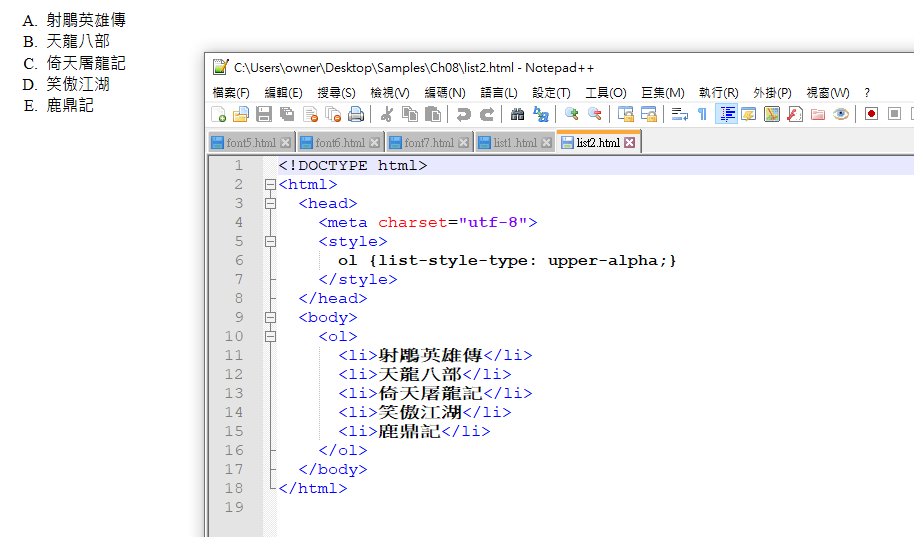 A. 射鵰英雄傳
B. 天龍八部
C. 倚天屠龍記
D. 笑傲江湖
E. 鹿鼎記
C:\Users\owner\Desktop\Samples\Ch08\list2.html - Notepad++
檔案(F) 編輯(E) 搜尋(S) 檢視(V) 編碼(N) 語言(L) 設定(T) 工具(O) 巨集(M) 執行(R) 外掛(P) 視窗(W) ?
font5.html font6.html font7.html list1.html list2.html
1 <!DOCTYPE html>
2 <html>
3 <head>
4 <meta charset="utf-8">
5 <style>
6 ol {list-style-type: upper-alpha;}
7 </style>
8 </head>
9 <body>
10 <ol>
11 <li>射鵰英雄傳</li>
12 <li>天龍八部</li>
13 <li>倚天屠龍記</li>
14 <li>笑傲江湖</li>
15 <li>鹿鼎記</li>
16 </ol>
17 </body>
18 </html>
19